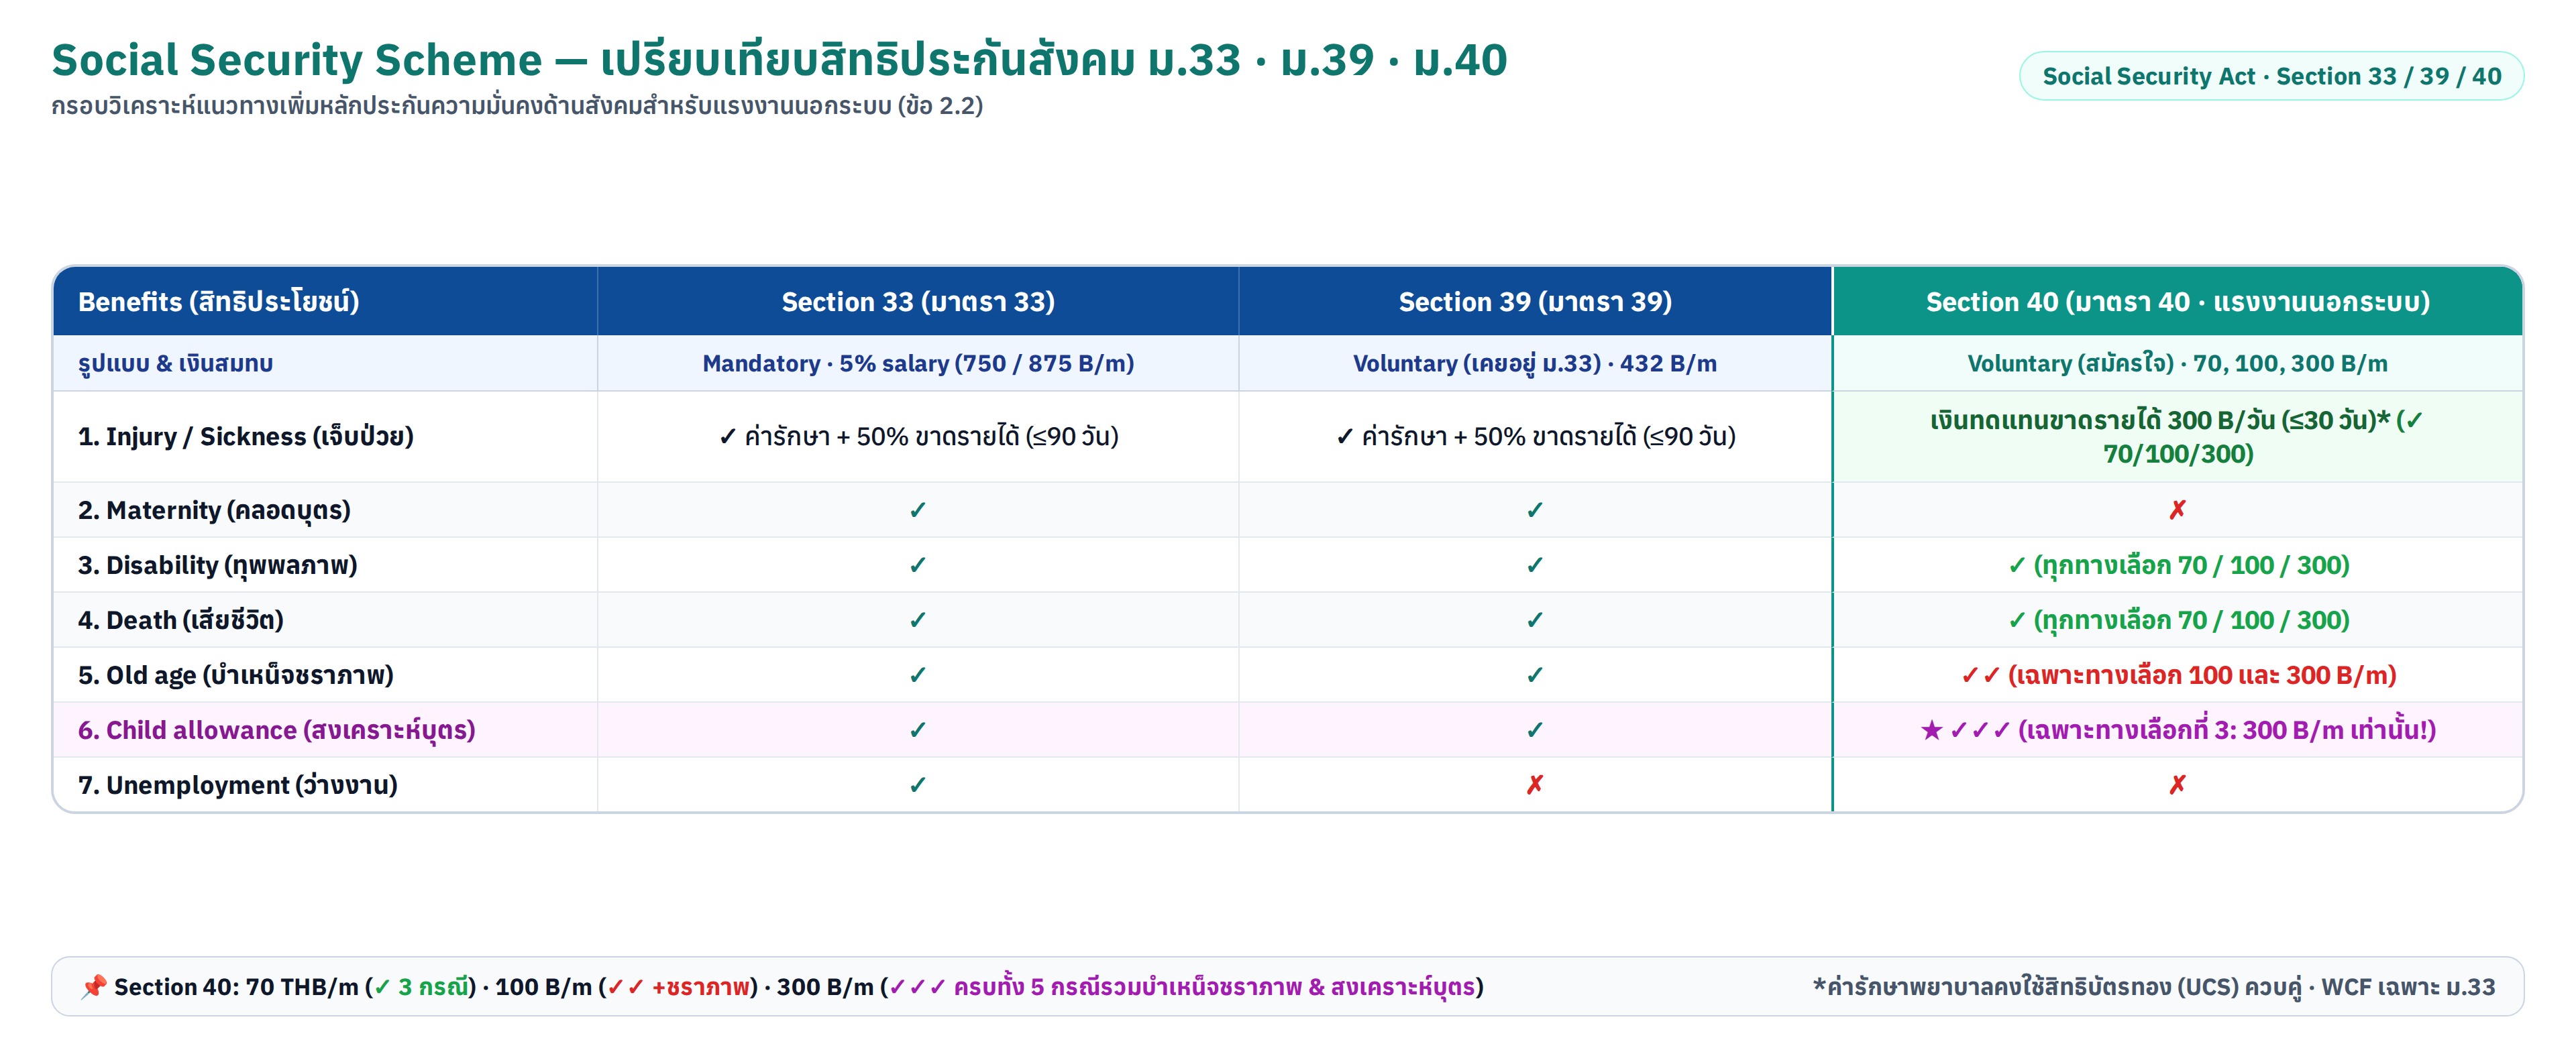 Social Security Scheme — เปรียบเทียบสิทธิประกันสังคม ม.33 · ม.39 · ม.40
กรอบวิเคราะห์แนวทางเพิ่มหลักประกันความมั่นคงด้านสังคมสำหรับแรงงานนอกระบบ (ข้อ 2.2)
Social Security Act · Section 33 / 39 / 40
Benefits (สิทธิประโยชน์) Section 33 (มาตรา 33) Section 39 (มาตรา 39) Section 40 (มาตรา 40 · แรงงานนอกระบบ)
รูปแบบ & เงินสมทบ Mandatory · 5% salary (750 / 875 B/m) Voluntary (เคยอยู่ ม.33) · 432 B/m Voluntary (สมัครใจ) · 70, 100, 300 B/m
1. Injury / Sickness (เจ็บป่วย) ✓ ค่ารักษา + 50% ขาดรายได้ (≤90 วัน) ✓ ค่ารักษา + 50% ขาดรายได้ (≤90 วัน) เงินทดแทนขาดรายได้ 300 B/วัน (≤30 วัน)* (✓
70/100/300)
2. Maternity (คลอดบุตร) ✓ ✓ ✗
3. Disability (ทุพพลภาพ) ✓ ✓ ✓ (ทุกทางเลือก 70 / 100 / 300)
4. Death (เสียชีวิต) ✓ ✓ ✓ (ทุกทางเลือก 70 / 100 / 300)
5. Old age (บำเหน็จชราภาพ) ✓ ✓ ✓✓ (เฉพาะทางเลือก 100 และ 300 B/m)
6. Child allowance (สงเคราะห์บุตร) ✓ ✓ ★ ✓✓✓ (เฉพาะทางเลือกที่ 3: 300 B/m เท่านั้น!)
7. Unemployment (ว่างงาน) ✓ ✗ ✗
📌 Section 40: 70 THB/m (✓ 3 กรณี) · 100 B/m (✓✓ +ชราภาพ) · 300 B/m (✓✓✓ ครบทั้ง 5 กรณีรวมบำเหน็จชราภาพ & สงเคราะห์บุตร)
*ค่ารักษาพยาบาลคงใช้สิทธิบัตรทอง (UCS) ควบคู่ · WCF เฉพาะ ม.33